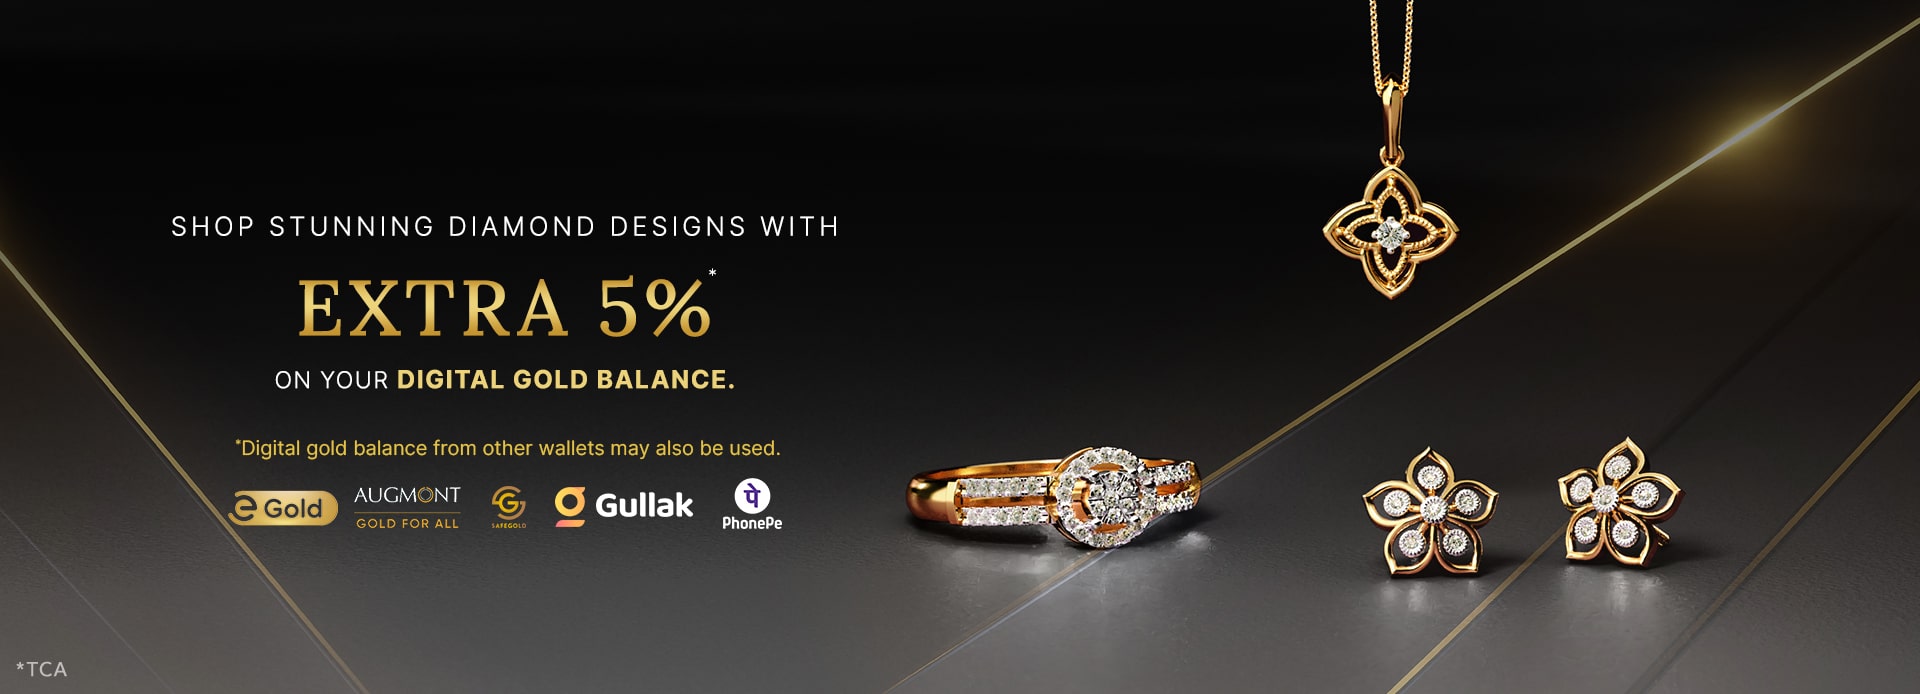 SHOP STUNNING DIAMOND DESIGNS WITH
EXTRA 5%*
ON YOUR DIGITAL GOLD BALANCE.
*Digital gold balance from other wallets may also be used.
e Gold
AUGMONT
GOLD FOR ALL
SAFEGOLD
Gullak
पे
PhonePe
*TCA